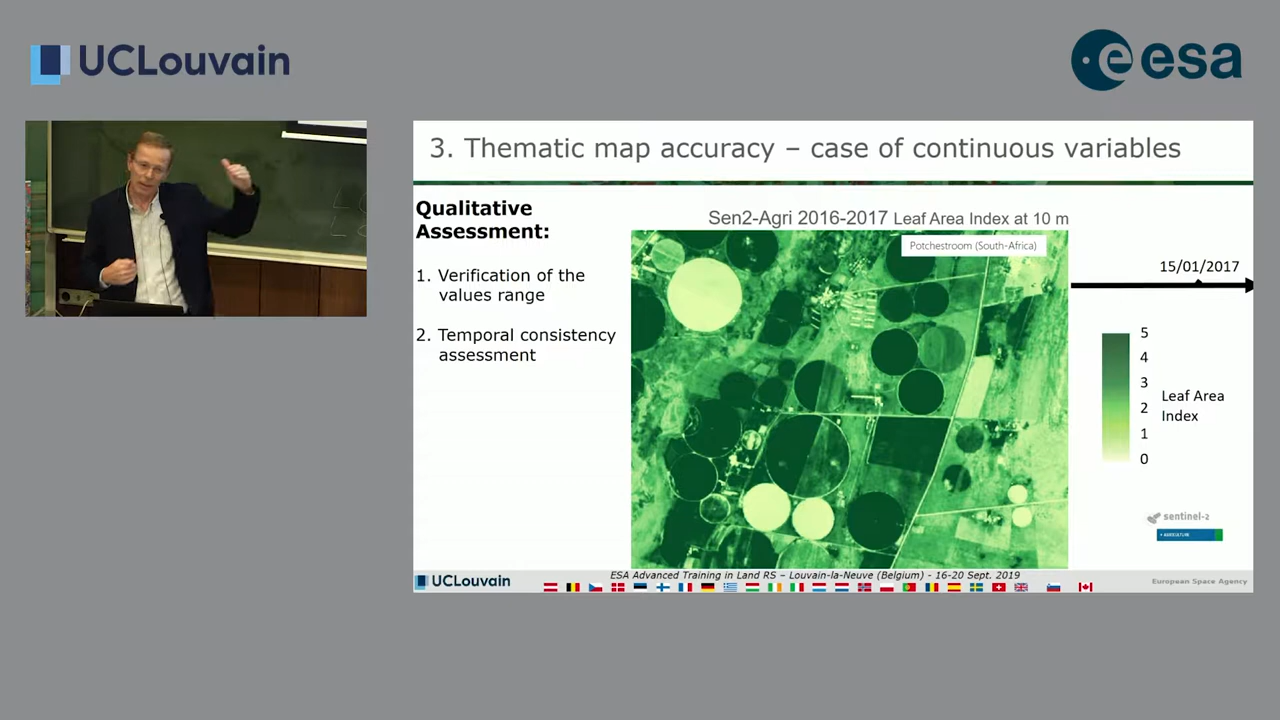 UCLouvain
esa
3. Thematic map accuracy – case of continuous variables
Qualitative
Assessment:
1. Verification of the
values range
2. Temporal consistency
assessment
Sen2-Agri 2016-2017 Leaf Area Index at 10 m
Potchestroom (South-Africa)
15/01/2017
5
4
3
2
1
0
Leaf Area
Index
sentinel-2
AGRICULTURE
UCLouvain
ESA Advanced Training in Land RS – Louvain-la-Neuve (Belgium) - 16-20 Sept. 2019
European Space Agency